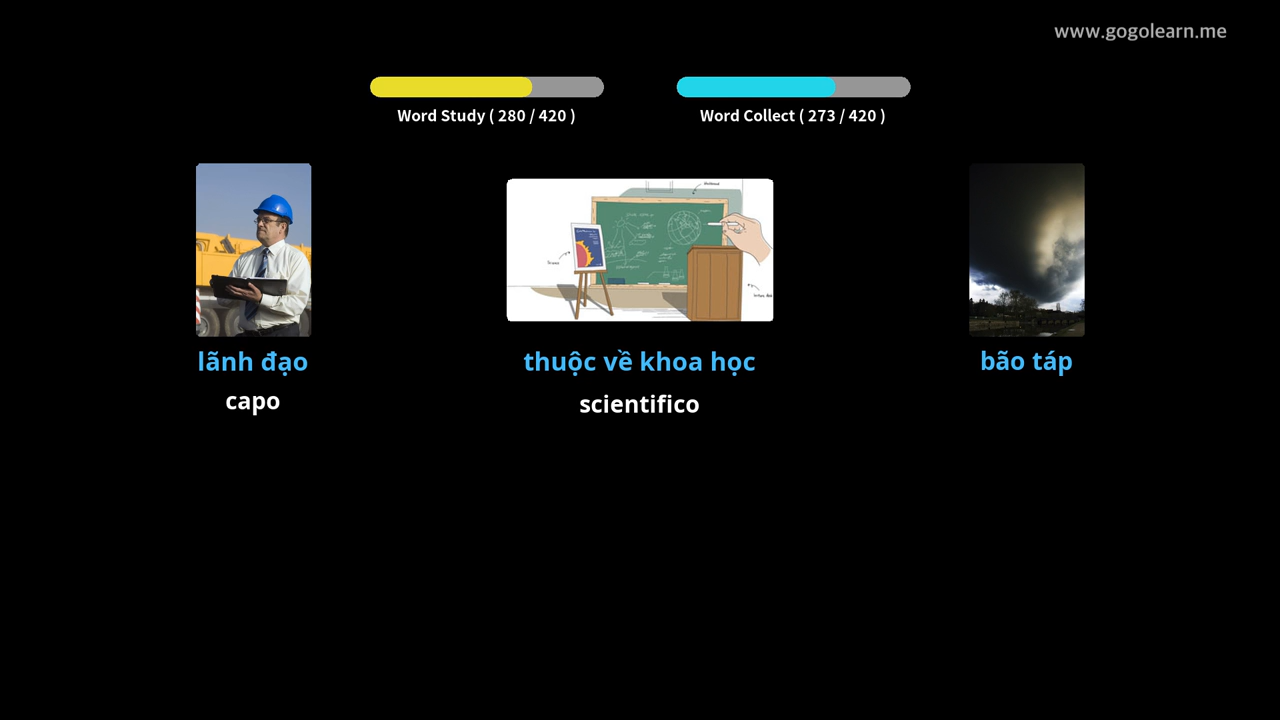 www.gogolearn.me
Word Study ( 280 / 420 )
Word Collect ( 273 / 420 )
lãnh đạo
capo
thuộc về khoa học
scientifico
bão táp